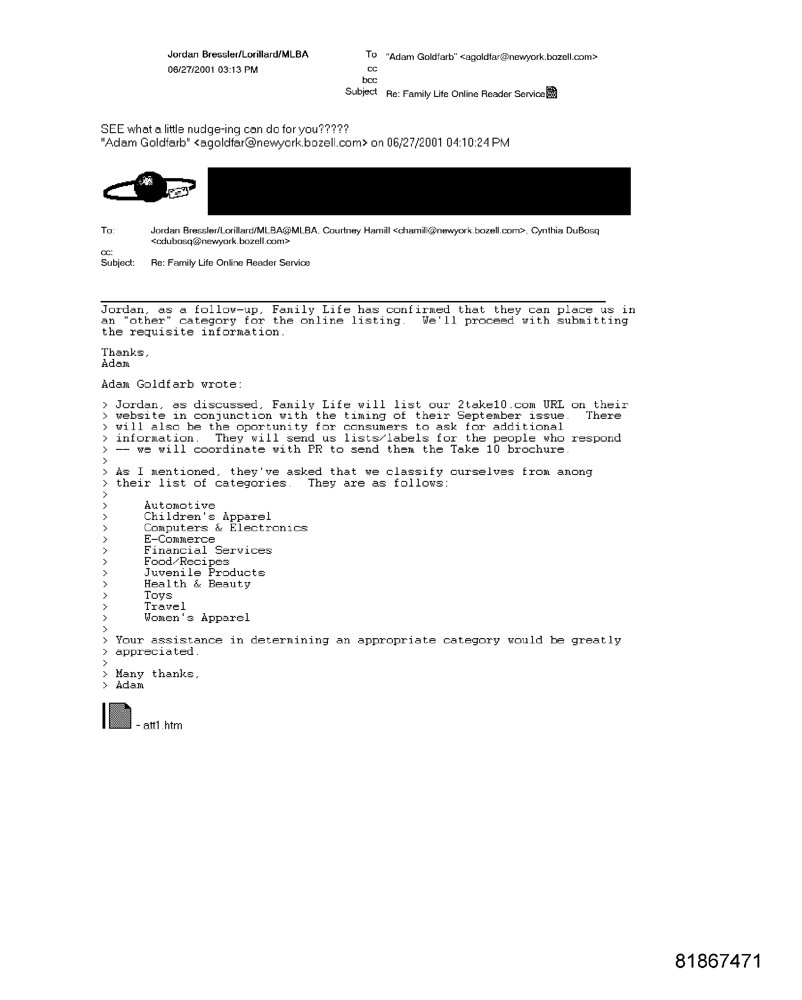 Jordan Bressler/Lorillard/MLBA
06/27/2001 03:13 PM
To "Adam Goldfarb" <agoldfar@newyork.bozell.com>
cc
bcc
Subject Re: Family Life Online Reader Service
SEE what a little nudge-ing can do for you?????
"Adam Goldfarb" <agoldfar@newyork.bozell.com> on 06/27/2001 04:10:24 PM
To: Jordan Bressler/Lorillard/MLBA@MLBA, Courtney Hamill <chamill@newyork.bozell.com>, Cynthia DuBosq
<cdubosq@newyork.bozell.com>
cc:
Subject: Re: Family Life Online Reader Service
Jordan, as a follow-up, Family Life has confirmed that they can place us in
an "other" category for the online listing. We'll proceed with submitting
the requisite information.
Thanks,
Adam
Adam Goldfarb wrote:
> Jordan, as discussed, Family Life will list our 2take10.com URL on their
> website in conjunction with the timing of their September issue. There
> will also be the oportunity for consumers to ask for additional
> information. They will send us lists/labels for the people who respond
> -- we will coordinate with PR to send them the Take 10 brochure.
>
> As I mentioned, they've asked that we classify ourselves from among
> their list of categories. They are as follows:
>
> Automotive
> Children's Apparel
> Computers & Electronics
> E-Commerce
> Financial Services
> Food/Recipes
> Juvenile Products
> Health & Beauty
> Toys
> Travel
> Women's Apparel
>
> Your assistance in determining an appropriate category would be greatly
> appreciated.
>
> Many thanks,
> Adam
- att1.htm
81867471